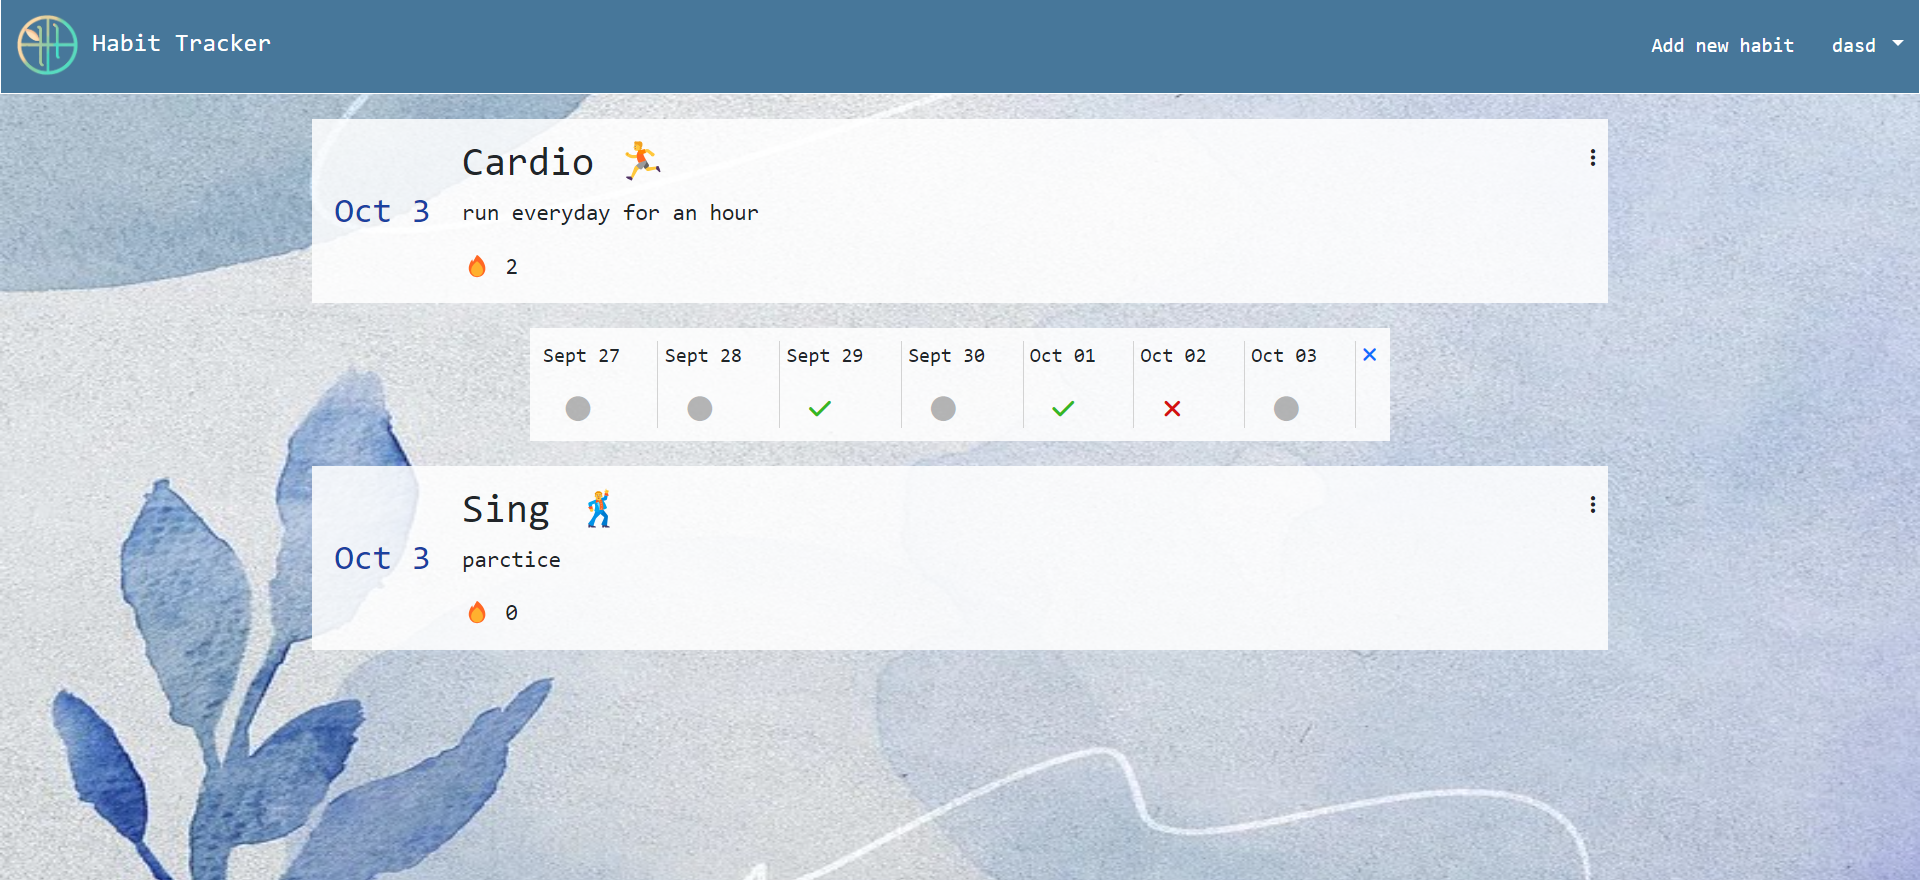 Habit Tracker
Add new habit dasd
Cardio 🏃
Oct 3
run everyday for an hour
🔥 2
Sept 27 Sept 28 Sept 29 Sept 30 Oct 01 Oct 02 Oct 03
Sing 🕺
Oct 3
parctice
🔥 0